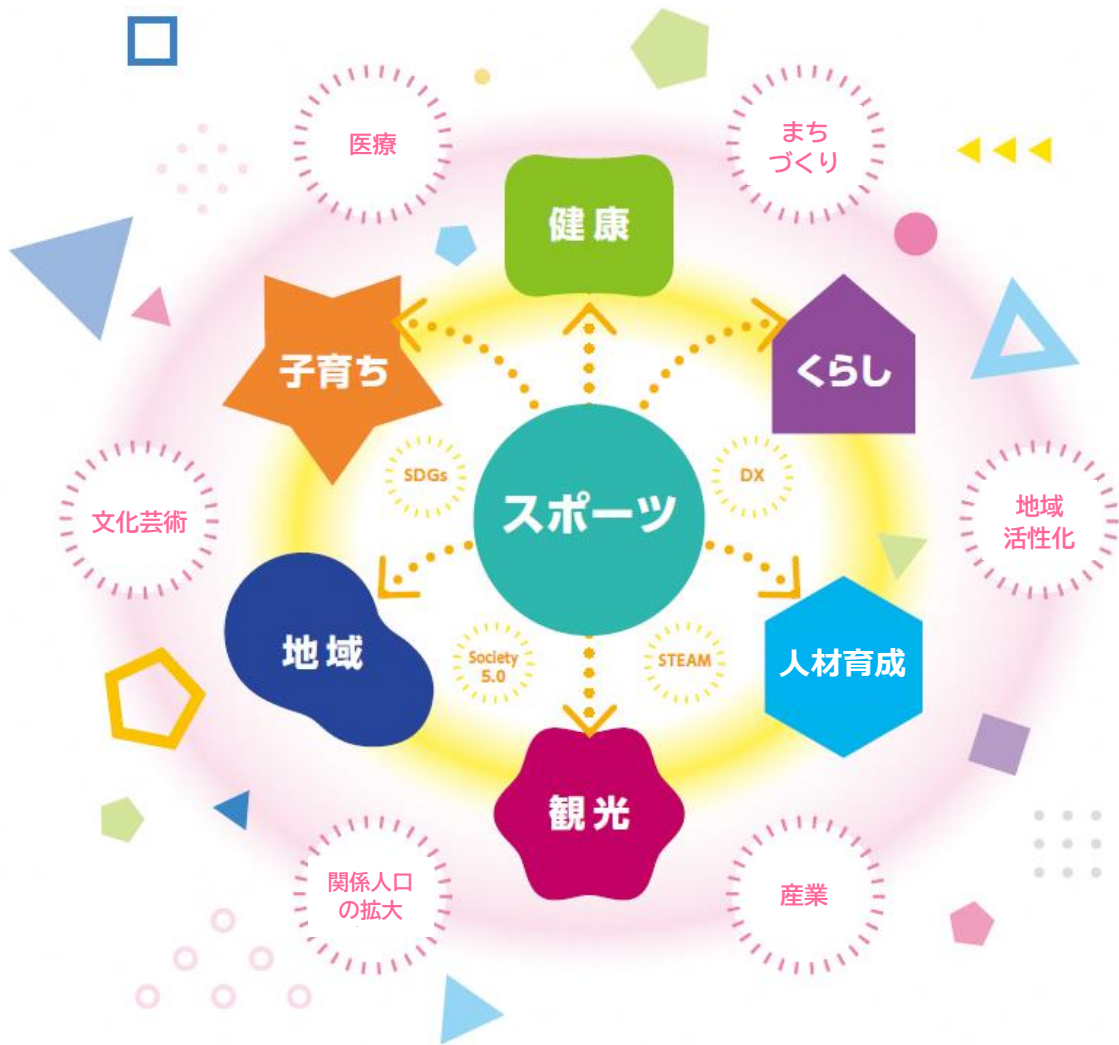 医療
まち
づくり
健康
子育ち
くらし
SDGs
DX
スポーツ
文化芸術
地域
活性化
地域
Society
5.0
STEAM
人材育成
観光
関係人口
の拡大
産業